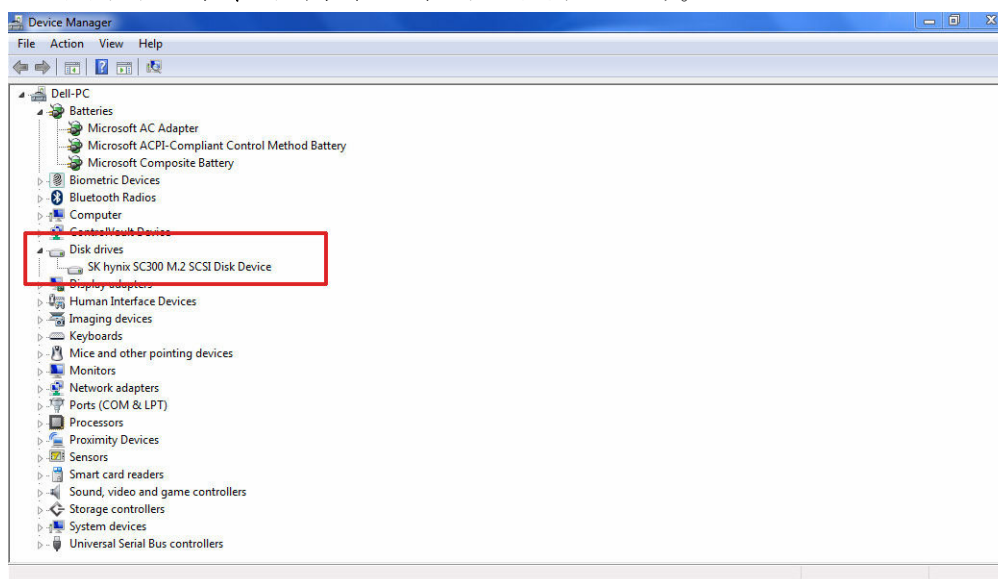 Device Manager
File Action View Help
Dell-PC
Batteries
Microsoft AC Adapter
Microsoft ACPI-Compliant Control Method Battery
Microsoft Composite Battery
Biometric Devices
Bluetooth Radios
Computer
ControlVault Device
Disk drives
SK hynix SC300 M.2 SCSI Disk Device
Display adapters
Human Interface Devices
Imaging devices
Keyboards
Mice and other pointing devices
Monitors
Network adapters
Ports (COM & LPT)
Processors
Proximity Devices
Sensors
Smart card readers
Sound, video and game controllers
Storage controllers
System devices
Universal Serial Bus controllers